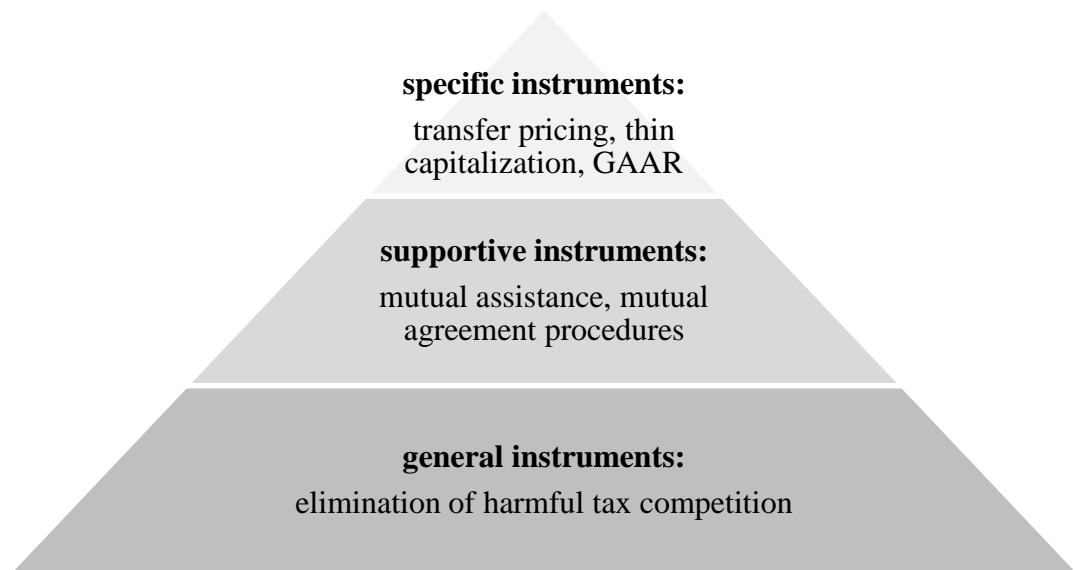 specific instruments:
transfer pricing, thin
capitalization, GAAR
supportive instruments:
mutual assistance, mutual
agreement procedures
general instruments:
elimination of harmful tax competition